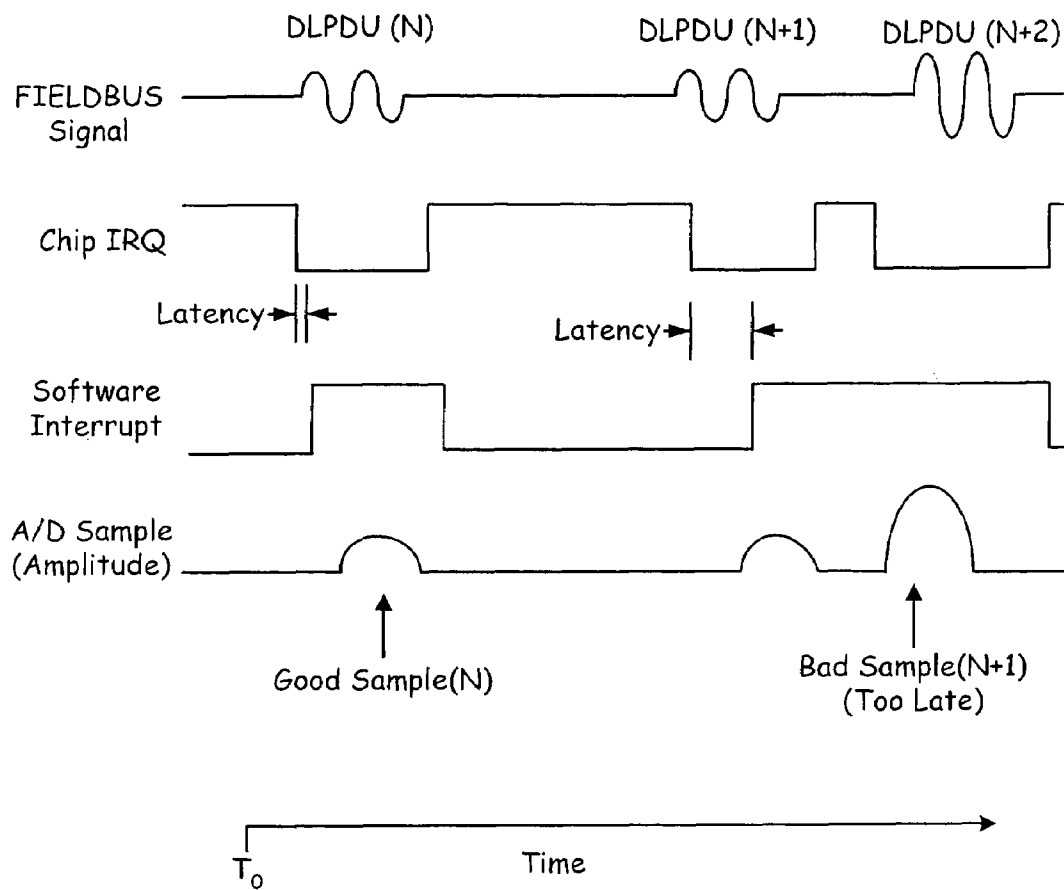 DLPDU (N)
DLPDU (N+1)
DLPDU (N+2)
FIELDBUS
Signal
Chip IRQ
Latency
Latency
Software
Interrupt
A/D Sample
(Amplitude)
Good Sample(N)
Bad Sample(N+1)
(Too Late)
T₀
Time